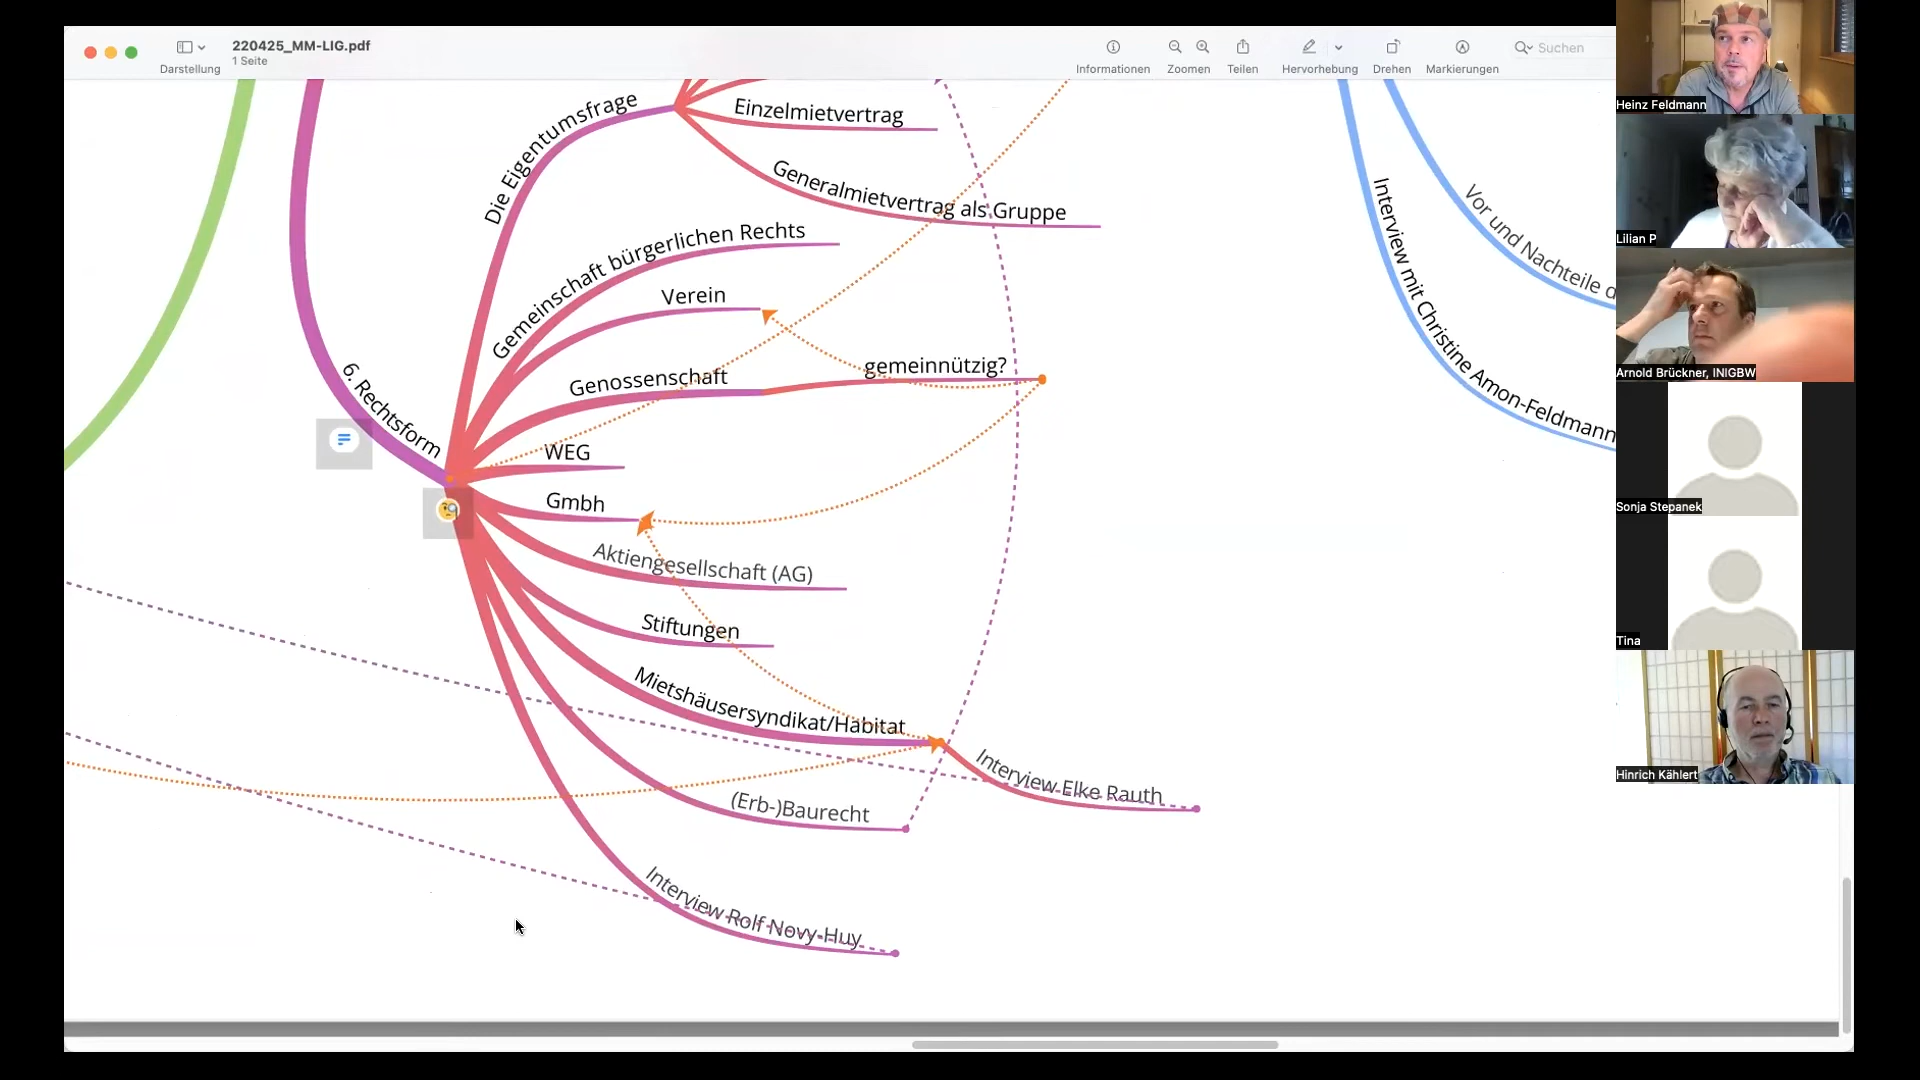 220425_MM-LIG.pdf
1 Seite
Darstellung
Informationen
Zoomen
Teilen
Hervorhebung
Drehen
Markierungen
Suchen
Die Eigentumsfrage
Einzelmietvertrag
Generalmietvertrag als Gruppe
Gemeinschaft bürgerlichen Rechts
Verein
Genossenschaft
gemeinnützig?
6. Rechtsform
WEG
Gmbh
Aktiengesellschaft (AG)
Stiftungen
Mietshäusersyndikat/Habitat
Interview Elke Rauth
(Erb-)Baurecht
Interview Rolf Novy-Huy
Interview mit Christine Amon-Feldmann
Vor und Nachteile d
Heinz Feldmann
Lilian P
Arnold Brückner, INIGBW
Sonja Stepanek
Tina
Hinrich Kählert